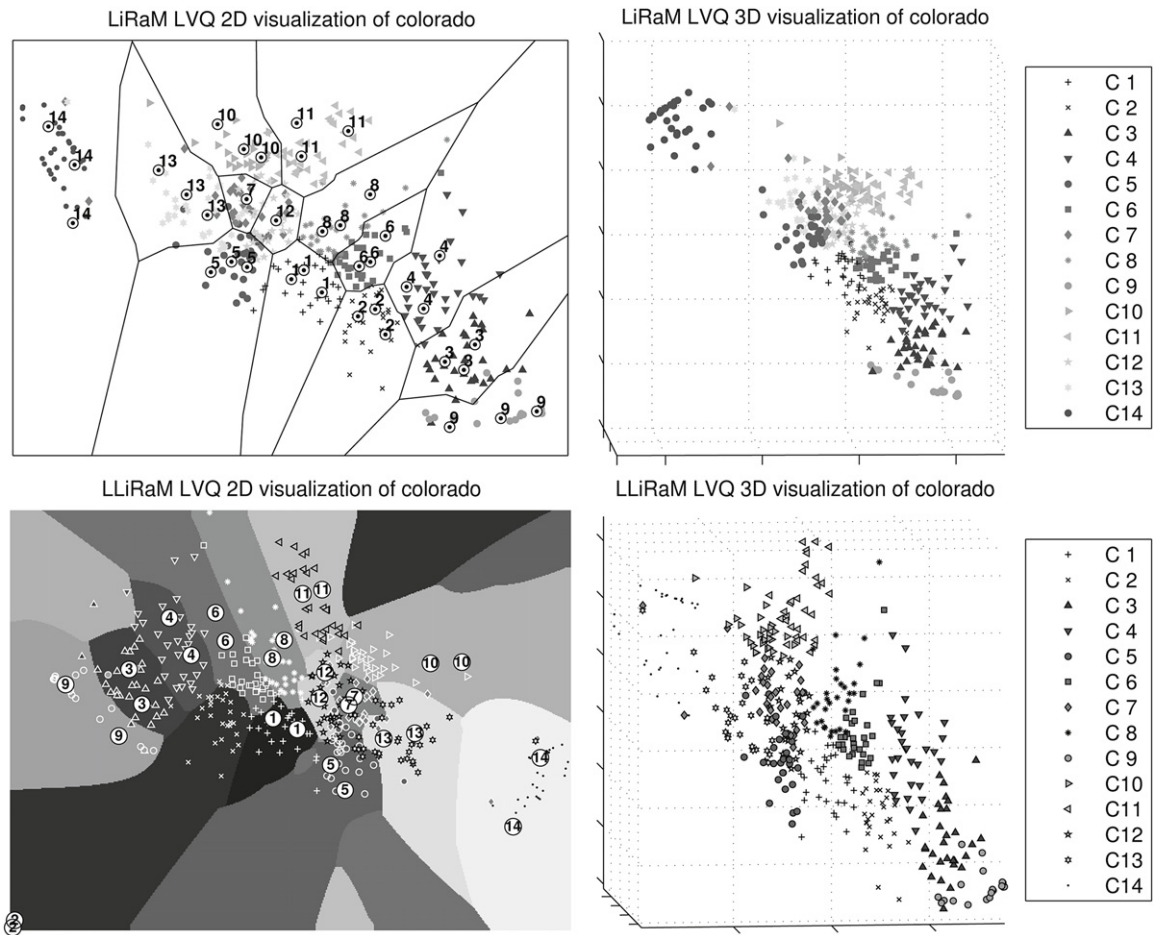 LiRaM LVQ 2D visualization of colorado
14
14
14
13
13
13
10
10
10
11
11
11
7
12
8
8
8
6
6
6
5
5
5
1
1
1
4
4
4
2
2
2
3
3
3
9
9
9
LiRaM LVQ 3D visualization of colorado
C 1
C 2
C 3
C 4
C 5
C 6
C 7
C 8
C 9
C10
C11
C12
C13
C14
LLiRaM LVQ 2D visualization of colorado
11
11
4
6
8
4
6
8
10
10
3
12
9
3
12
7
7
1
1
9
13
13
5
14
5
14
2
2
LLiRaM LVQ 3D visualization of colorado
C 1
C 2
C 3
C 4
C 5
C 6
C 7
C 8
C 9
C10
C11
C12
C13
C14